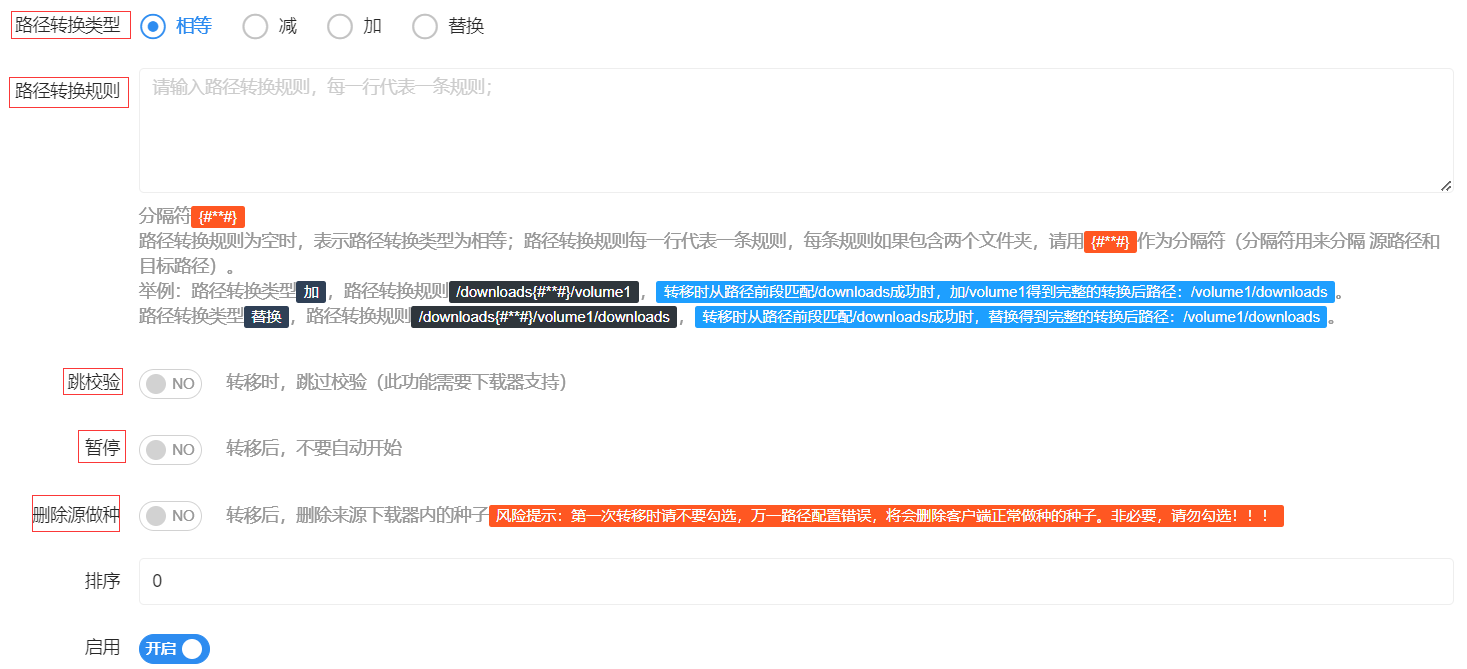 路径转换类型 相等 减 加 替换
路径转换规则 请输入路径转换规则，每一行代表一条规则；
分隔符 {#**#}
路径转换规则为空时，表示路径转换类型为相等；路径转换规则每一行代表一条规则，每条规则如果包含两个文件夹，请用 {#**#} 作为分隔符（分隔符用来分隔 源路径和
目标路径）。
举例：路径转换类型 加 ，路径转换规则 /downloads{#**#}/volume1 ， 转移时从路径前段匹配/downloads成功时，加/volume1得到完整的转换后路径：/volume1/downloads 。
路径转换类型 替换 ，路径转换规则 /downloads{#**#}/volume1/downloads ， 转移时从路径前段匹配/downloads成功时，替换得到完整的转换后路径：/volume1/downloads 。
跳校验 NO 转移时，跳过校验（此功能需要下载器支持）
暂停 NO 转移后，不要自动开始
删除源做种 NO 转移后，删除来源下载器内的种子 风险提示：第一次转移时请不要勾选，万一路径配置错误，将会删除客户端正常做种的种子。非必要，请勿勾选！！！
排序 0
启用 开启